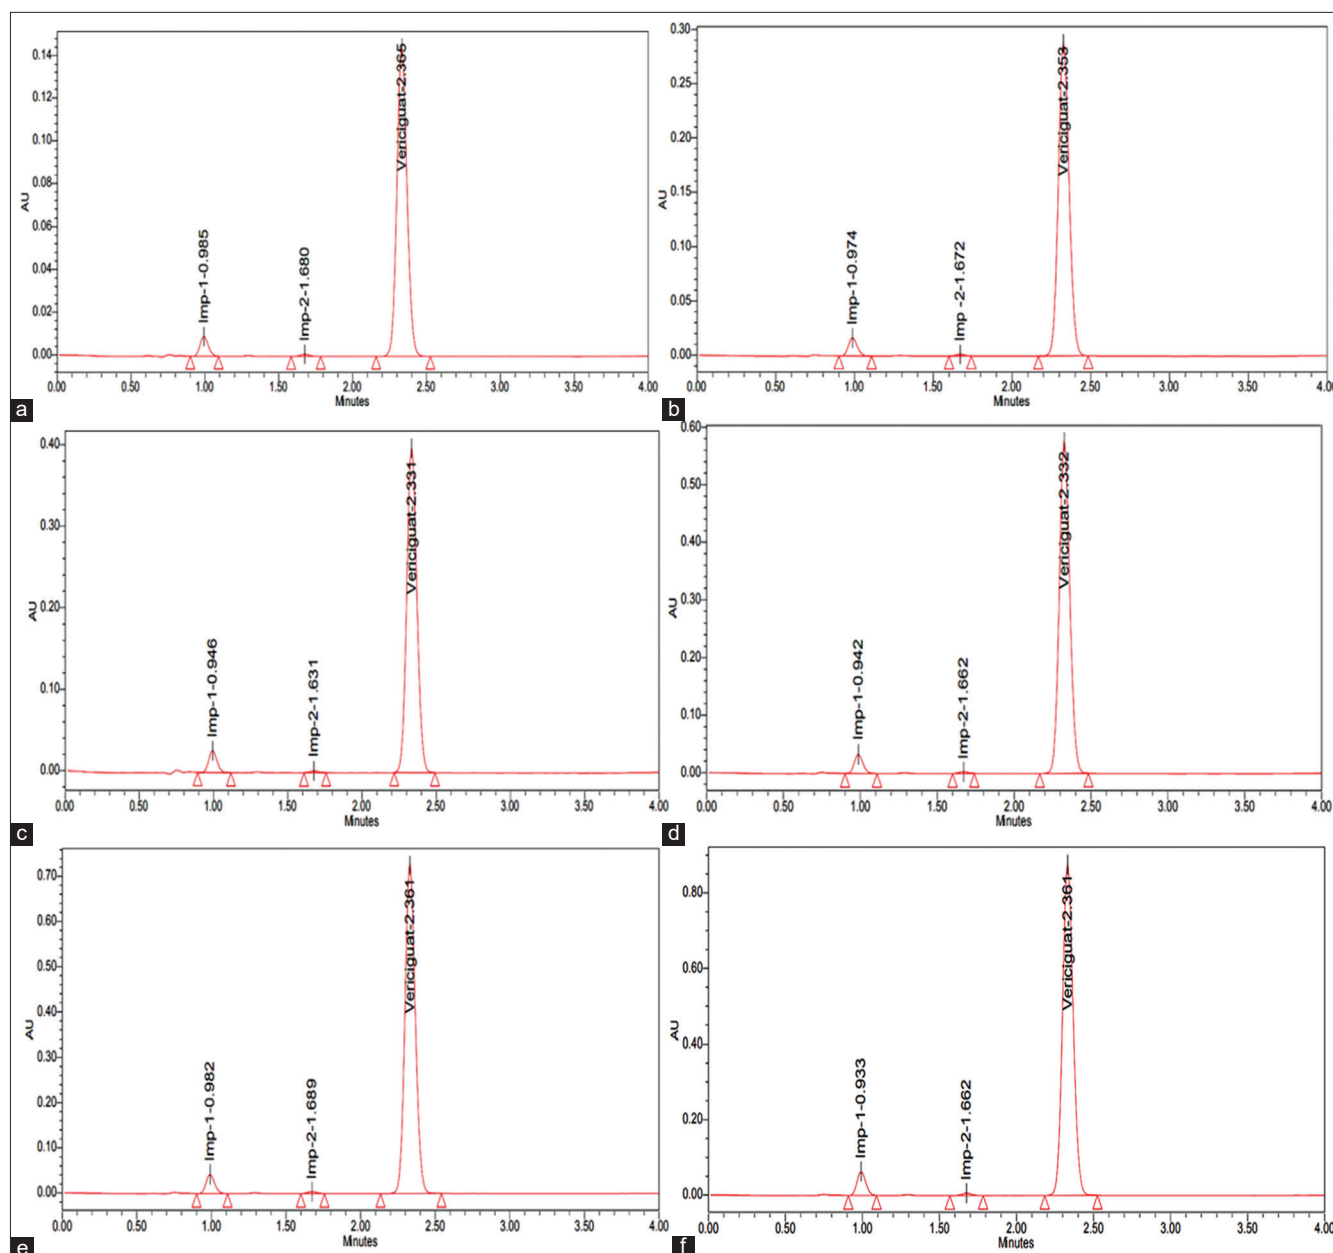 0.14
0.12
0.10
0.08
0.06
0.04
0.02
0.00
AU
Imp-1-0.985
Imp-2-1.680
Vericiguat-2.365
0.00 0.50 1.00 1.50 2.00 2.50 3.00 3.50 4.00
Minutes
a
0.30
0.25
0.20
0.15
0.10
0.05
0.00
AU
Imp-1-0.974
Imp -2-1.672
Vericiguat-2.353
0.00 0.50 1.00 1.50 2.00 2.50 3.00 3.50 4.00
Minutes
b
0.40
0.30
0.20
0.10
0.00
AU
Imp-1-0.946
Imp-2-1.631
Vericiguat-2.331
0.00 0.50 1.00 1.50 2.00 2.50 3.00 3.50 4.00
Minutes
c
0.60
0.50
0.40
0.30
0.20
0.10
0.00
AU
Imp-1-0.942
Imp-2-1.662
Vericiguat-2.332
0.00 0.50 1.00 1.50 2.00 2.50 3.00 3.50 4.00
Minutes
d
0.70
0.60
0.50
0.40
0.30
0.20
0.10
0.00
AU
Imp-1-0.982
Imp-2-1.689
Vericiguat-2.361
0.00 0.50 1.00 1.50 2.00 2.50 3.00 3.50 4.00
Minutes
e
0.80
0.60
0.40
0.20
0.00
AU
Imp-1-0.933
Imp-2-1.662
Vericiguat-2.361
0.00 0.50 1.00 1.50 2.00 2.50 3.00 3.50 4.00
Minutes
f